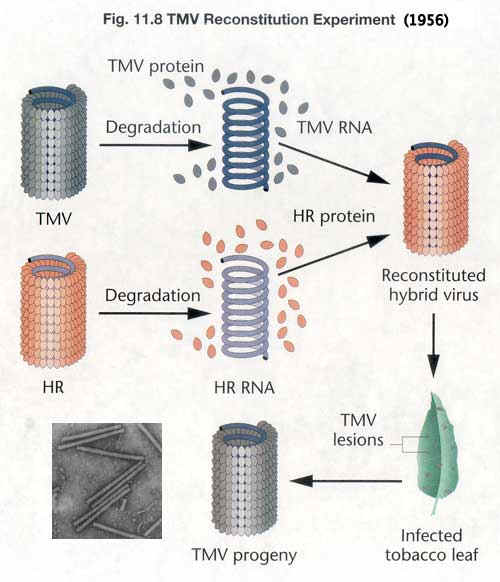 Fig. 11.8 TMV Reconstitution Experiment (1956)
TMV protein
Degradation
TMV RNA
TMV
HR protein
Degradation
Reconstituted
hybrid virus
HR
HR RNA
TMV
lesions
TMV progeny
Infected
tobacco leaf